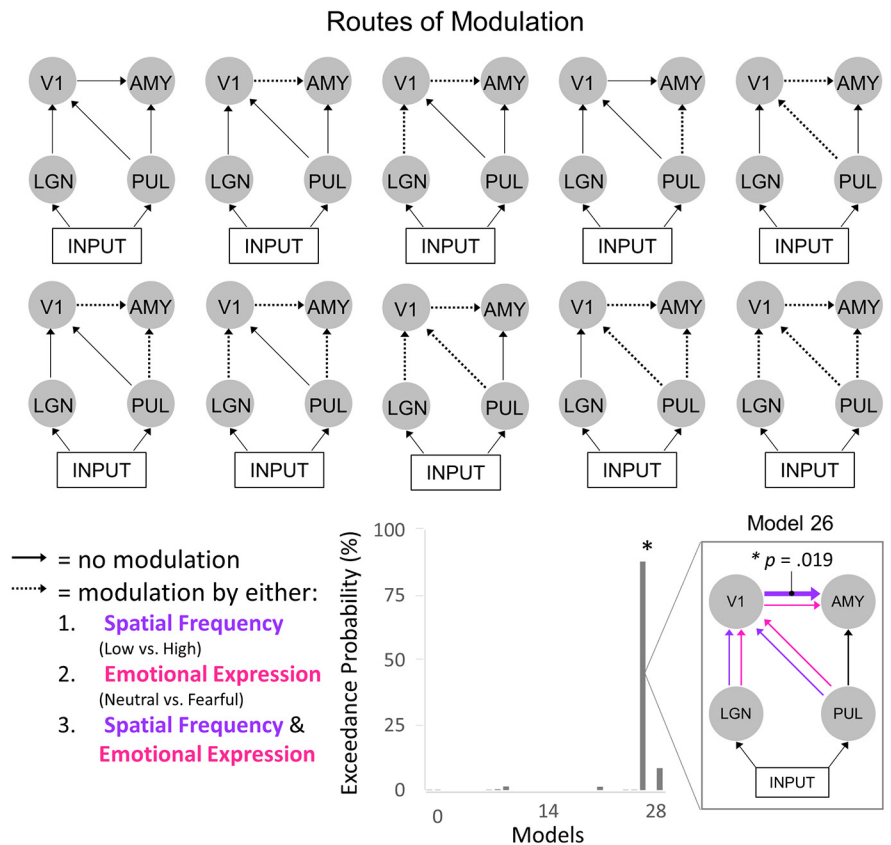 Routes of Modulation
V1 AMY V1 AMY V1 AMY V1 AMY V1 AMY
LGN PUL LGN PUL LGN PUL LGN PUL LGN PUL
INPUT INPUT INPUT INPUT INPUT
V1 AMY V1 AMY V1 AMY V1 AMY V1 AMY
LGN PUL LGN PUL LGN PUL LGN PUL LGN PUL
INPUT INPUT INPUT INPUT INPUT
= no modulation
= modulation by either:
1. Spatial Frequency
(Low vs. High)
2. Emotional Expression
(Neutral vs. Fearful)
3. Spatial Frequency &
Emotional Expression
Exceedance Probability (%)
100
75
50
25
0
*
0 14 28
Models
Model 26
* p = .019
V1 AMY
LGN PUL
INPUT